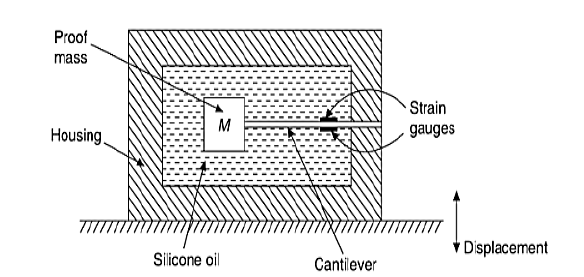 Proof
mass
M
Strain
gauges
Housing
Silicone oil
Cantilever
Displacement